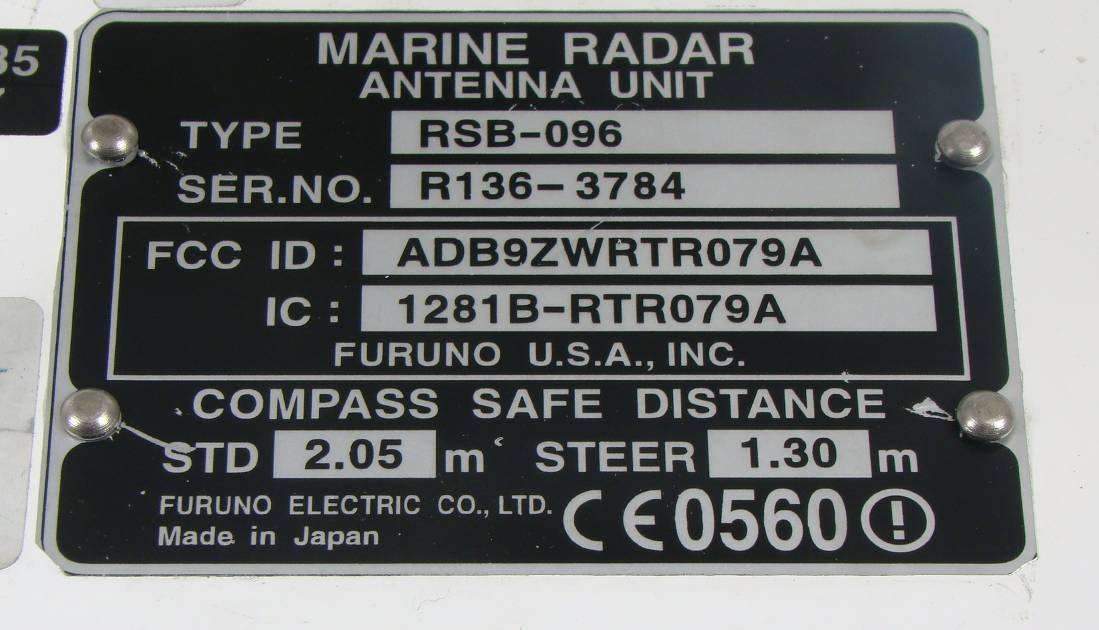 MARINE RADAR
ANTENNA UNIT
TYPE RSB-096
SER.NO. R136-3784
FCC ID: ADB9ZWRTR079A
IC: 1281B-RTR079A
FURUNO U.S.A., INC.
COMPASS SAFE DISTANCE
STD 2.05 m STEER 1.30 m
FURUNO ELECTRIC CO., LTD.
Made in Japan
CE0560!